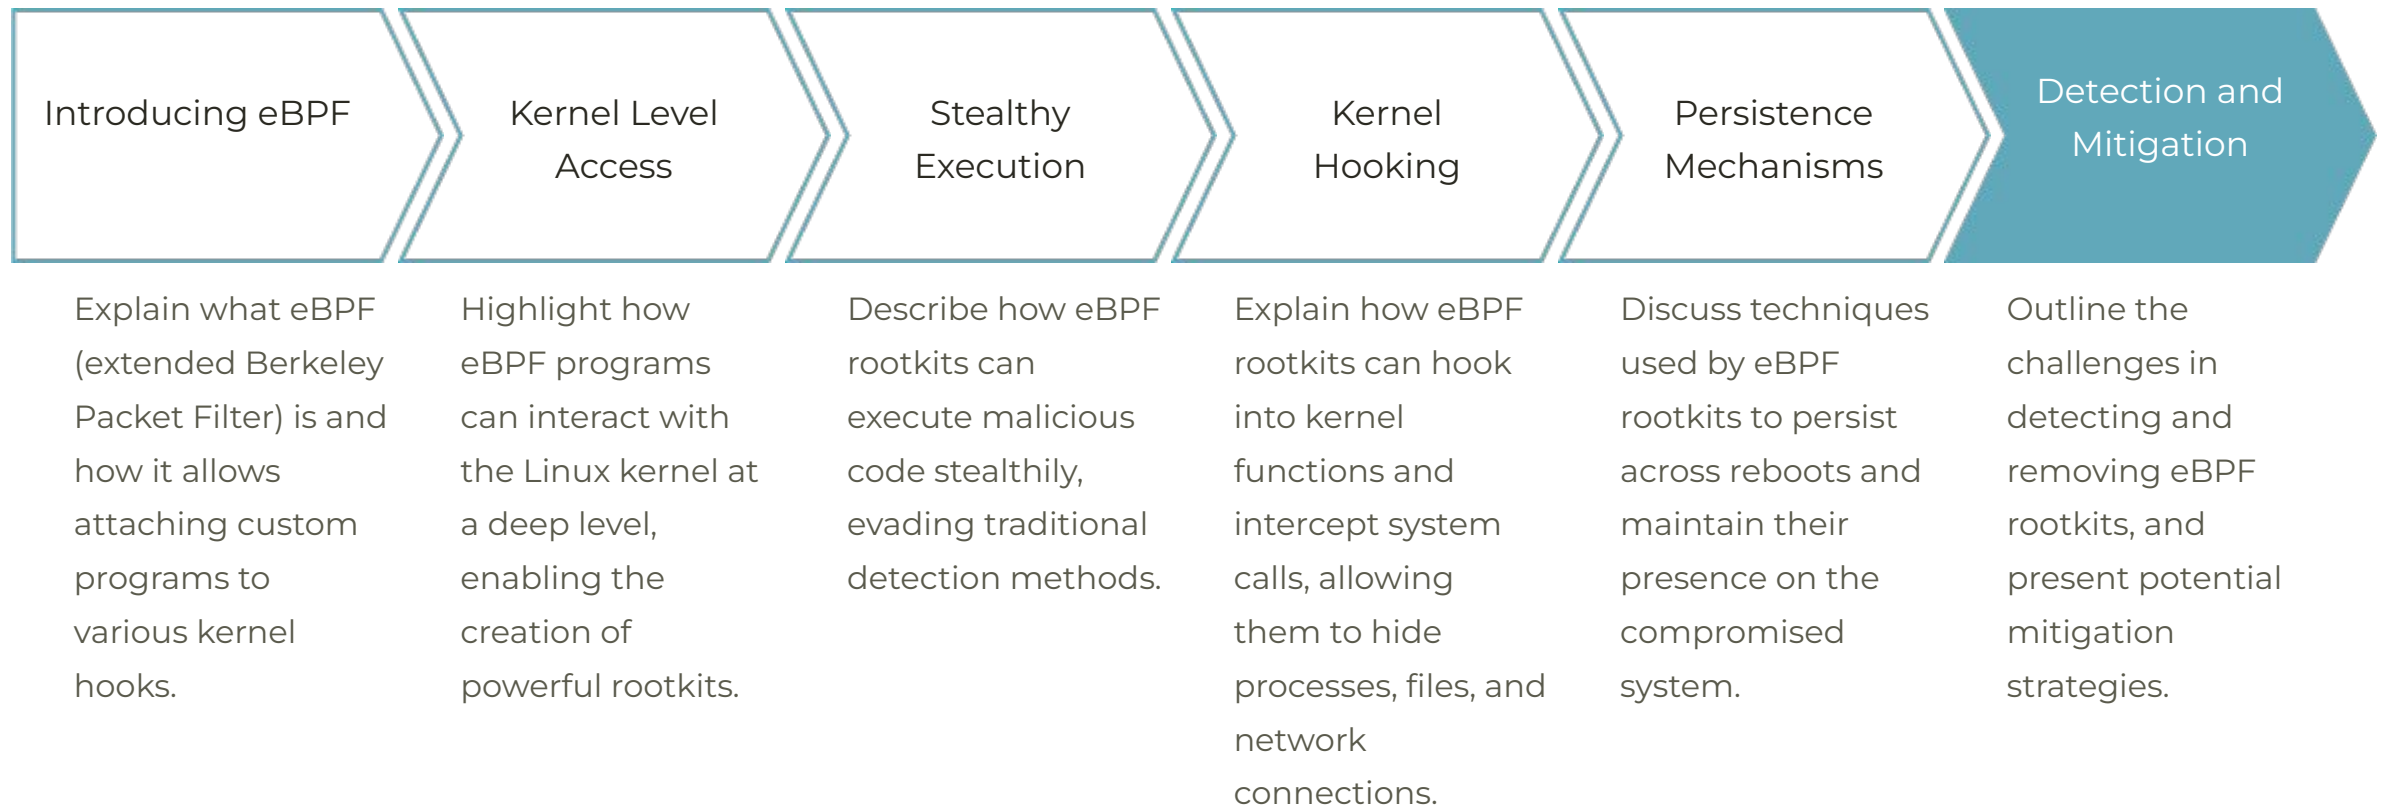 Introducing eBPF
Kernel Level
Access
Stealthy
Execution
Kernel
Hooking
Persistence
Mechanisms
Detection and
Mitigation
Explain what eBPF
(extended Berkeley
Packet Filter) is and
how it allows
attaching custom
programs to
various kernel
hooks.
Highlight how
eBPF programs
can interact with
the Linux kernel at
a deep level,
enabling the
creation of
powerful rootkits.
Describe how eBPF
rootkits can
execute malicious
code stealthily,
evading traditional
detection methods.
Explain how eBPF
rootkits can hook
into kernel
functions and
intercept system
calls, allowing
them to hide
processes, files, and
network
connections.
Discuss techniques
used by eBPF
rootkits to persist
across reboots and
maintain their
presence on the
compromised
system.
Outline the
challenges in
detecting and
removing eBPF
rootkits, and
present potential
mitigation
strategies.